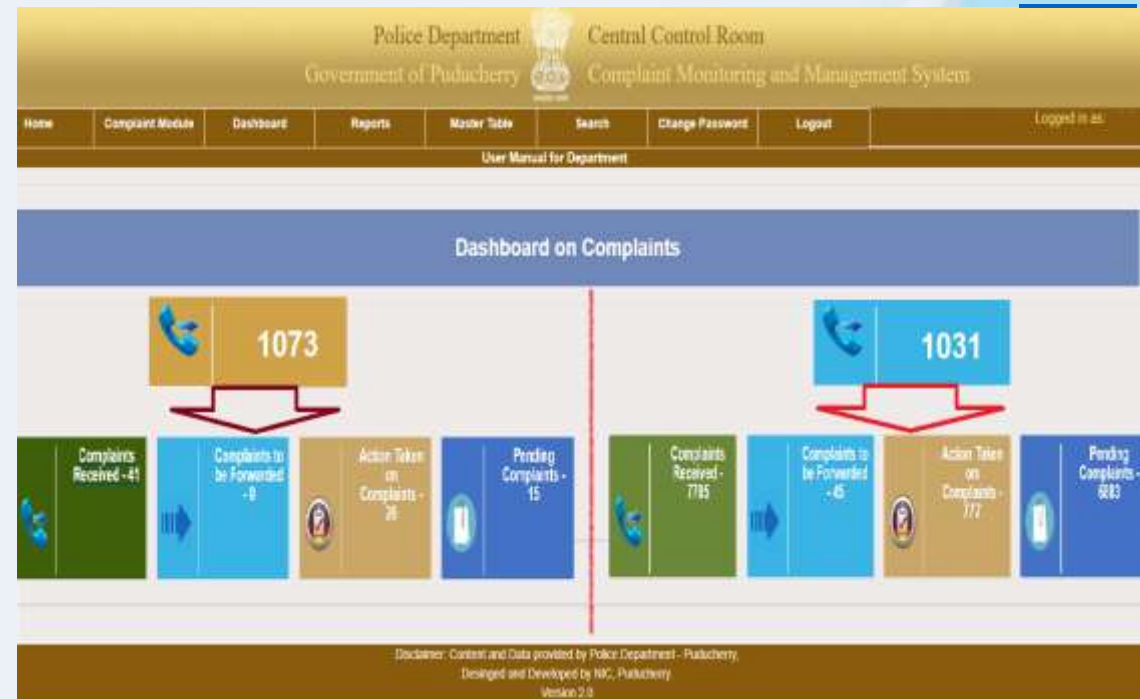 Police Department Central Control Room
Government of Puducherry Complaint Monitoring and Management System
Home Complaint Module Dashboard Reports Master Table Search Change Password Logout Logged in as:
User Manual for Department
Dashboard on Complaints
1073
Complaints
Received - 41
Complaints to
be Forwarded
- 0
Action Taken
on
Complaints -
26
Pending
Complaints -
15
1031
Complaints
Received -
7705
Complaints to
be Forwarded
- 45
Action Taken
on
Complaints -
777
Pending
Complaints -
6883
Disclaimer: Content and Data provided by Police Department - Puducherry,
Desinged and Developed by NIC, Puducherry.
Version 2.0